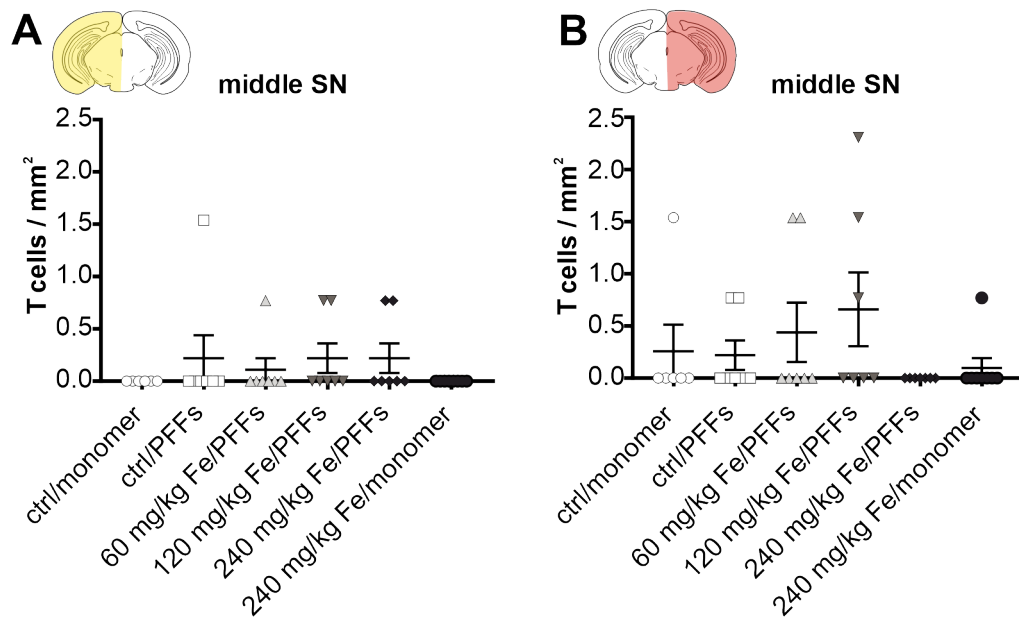 A
middle SN
T cells / mm²
2.5
2.0
1.5
1.0
0.5
0.0
ctrl/monomer
ctrl/PFFs
60 mg/kg Fe/PFFs
120 mg/kg Fe/PFFs
240 mg/kg Fe/PFFs
240 mg/kg Fe/monomer
B
middle SN
T cells / mm²
2.5
2.0
1.5
1.0
0.5
0.0
ctrl/monomer
ctrl/PFFs
60 mg/kg Fe/PFFs
120 mg/kg Fe/PFFs
240 mg/kg Fe/PFFs
240 mg/kg Fe/monomer